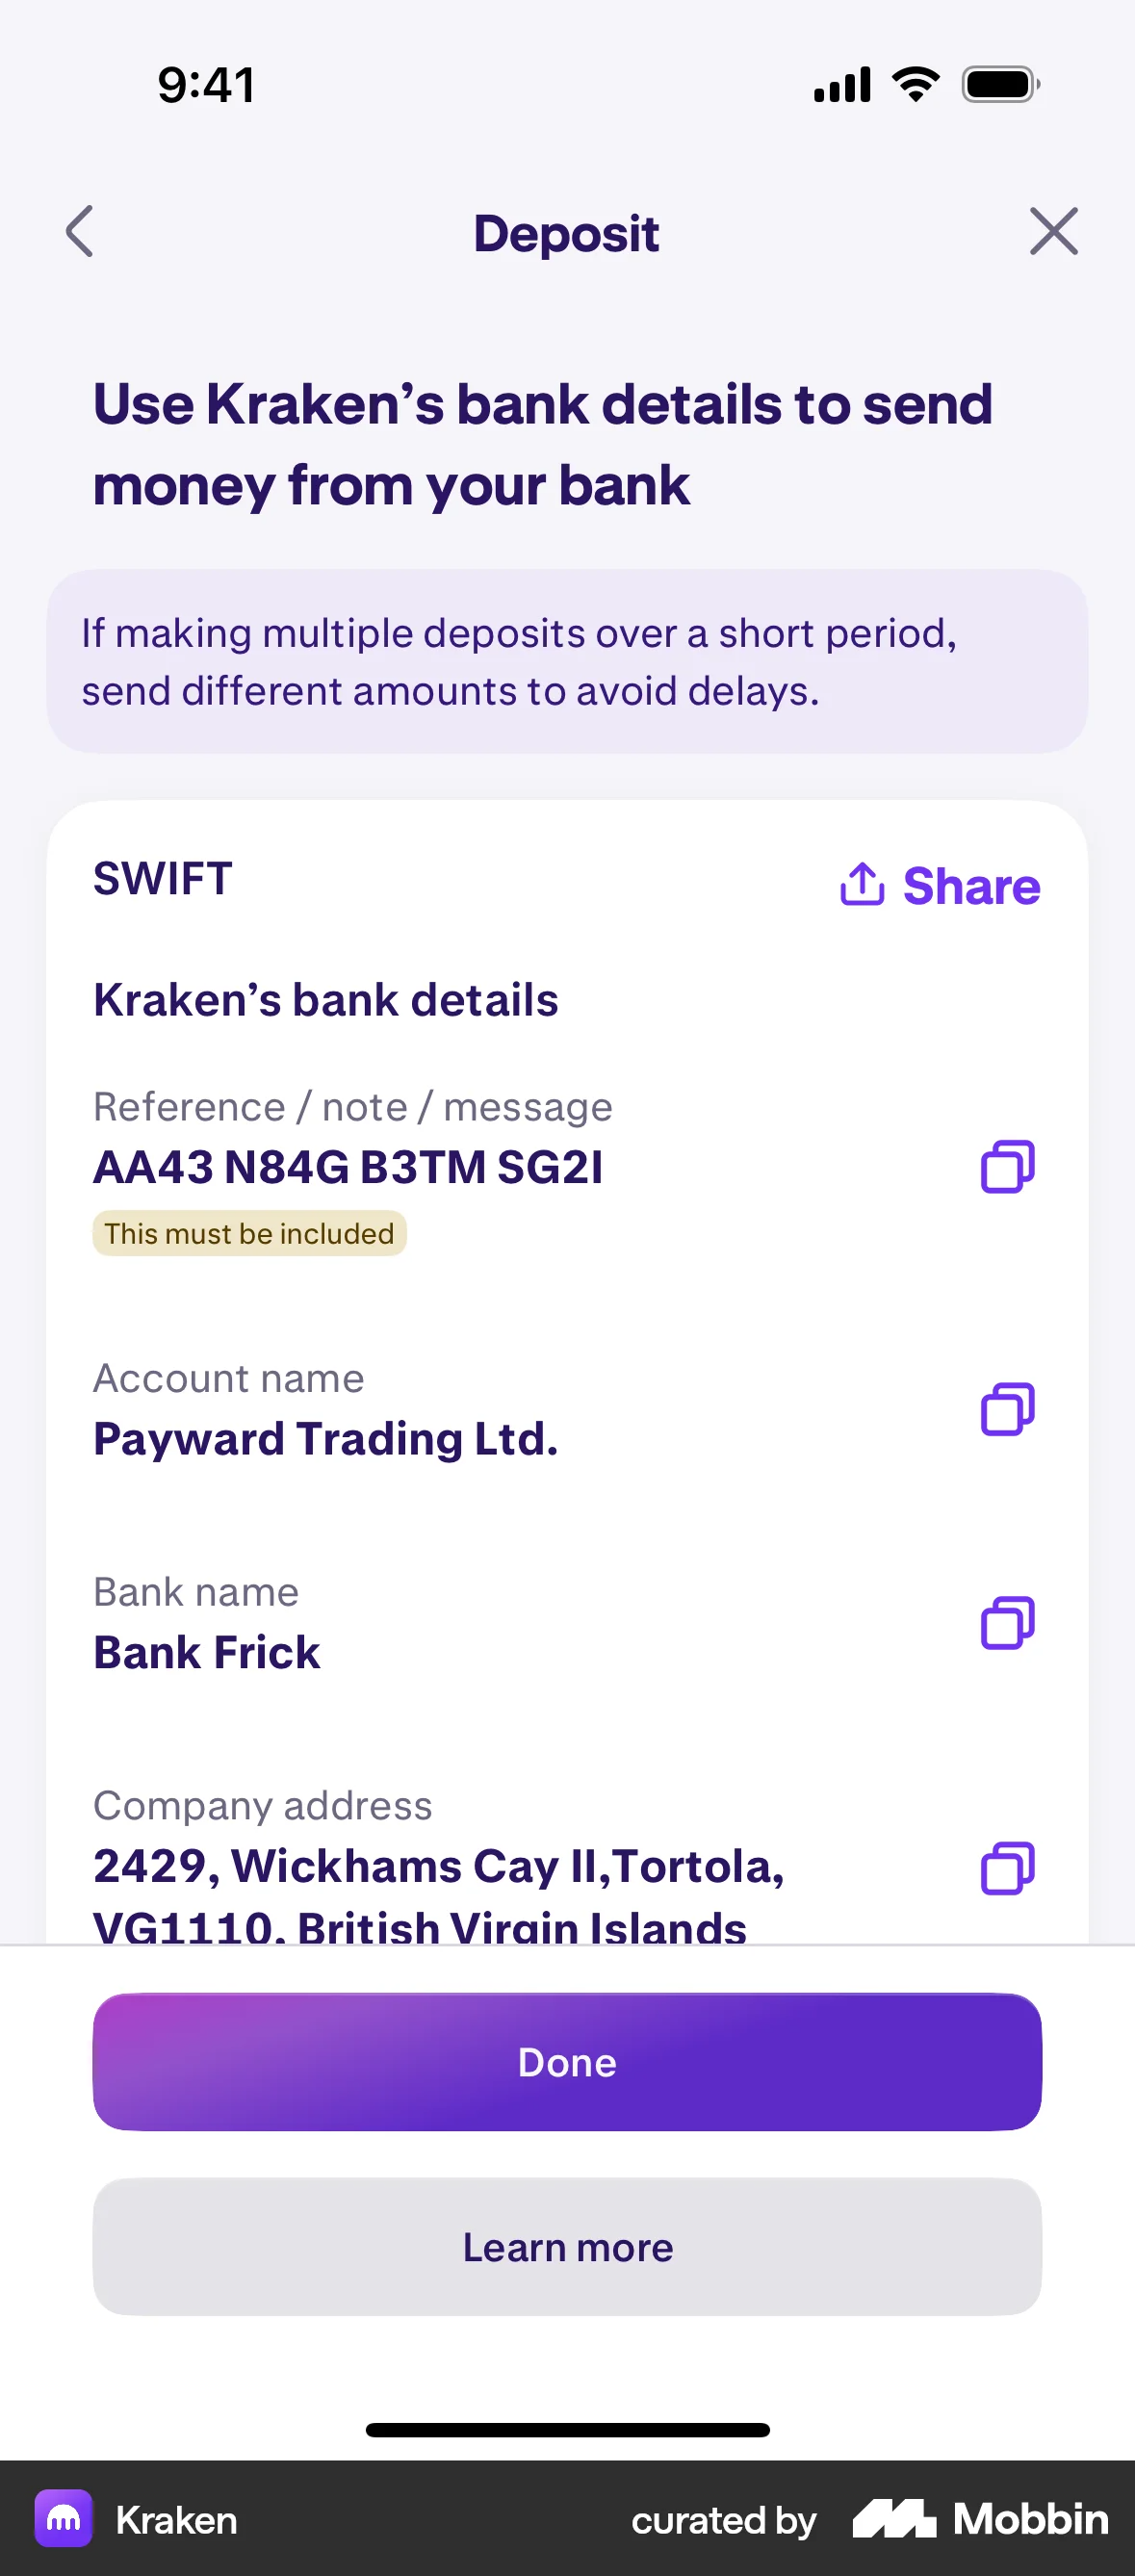 9:41
Deposit
Use Kraken’s bank details to send
money from your bank
If making multiple deposits over a short period,
send different amounts to avoid delays.
SWIFT
Share
Kraken’s bank details
Reference / note / message
AA43 N84G B3TM SG2I
This must be included
Account name
Payward Trading Ltd.
Bank name
Bank Frick
Company address
2429, Wickhams Cay II,Tortola,
VG1110, British Virgin Islands
Done
Learn more
Kraken
curated by
Mobbin